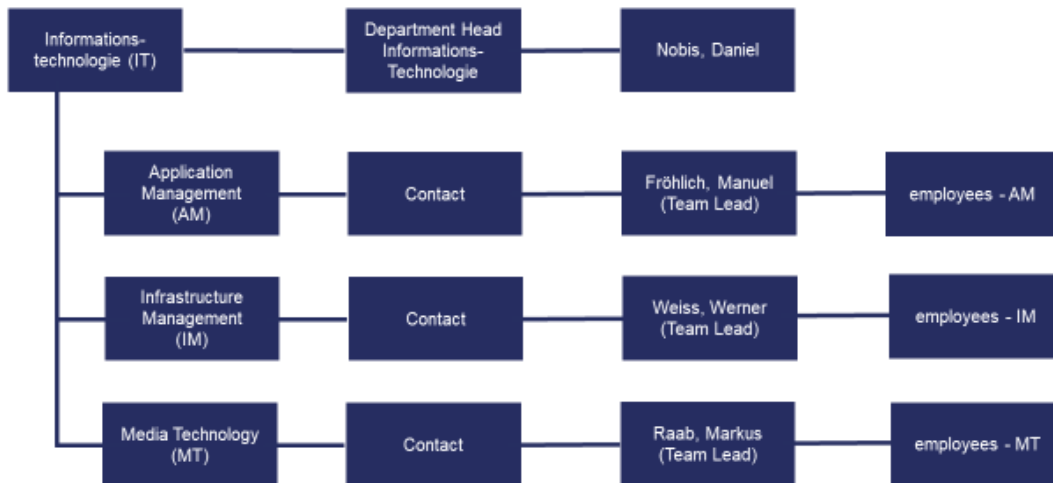 Informations-
technologie (IT)
Department Head
Informations-
Technologie
Nobis, Daniel
Application
Management
(AM)
Contact
Fröhlich, Manuel
(Team Lead)
employees - AM
Infrastructure
Management
(IM)
Contact
Weiss, Werner
(Team Lead)
employees - IM
Media Technology
(MT)
Contact
Raab, Markus
(Team Lead)
employees - MT